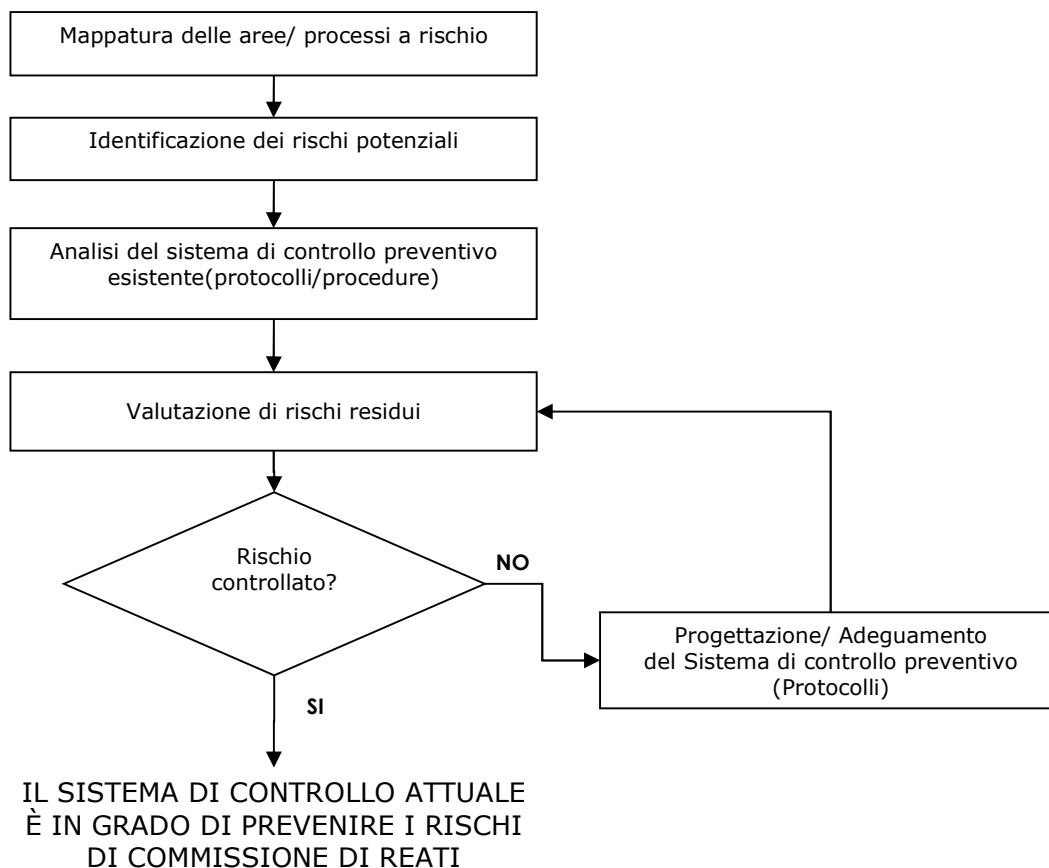 Mappatura delle aree/ processi a rischio
Identificazione dei rischi potenziali
Analisi del sistema di controllo preventivo
esistente(protocolli/procedure)
Valutazione di rischi residui
Rischio
controllato?
NO
Progettazione/ Adeguamento
del Sistema di controllo preventivo
(Protocolli)
SI
IL SISTEMA DI CONTROLLO ATTUALE
È IN GRADO DI PREVENIRE I RISCHI
DI COMMISSIONE DI REATI